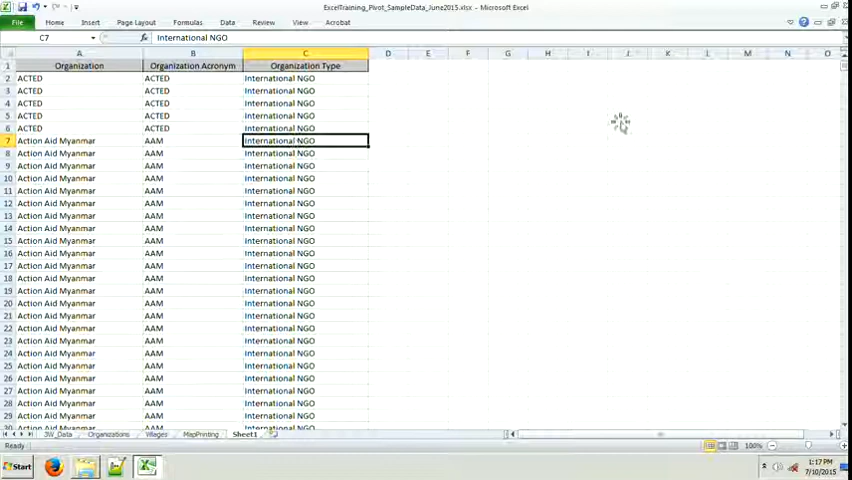 ExcelTraining_Pivot_SampleData_June2015.xlsx - Microsoft Excel
File Home Insert Page Layout Formulas Data Review View Acrobat
C7 fx International NGO
A B C D E F G H I J K L M N O
1 Organization Organization Acronym Organization Type
2 ACTED ACTED International NGO
3 ACTED ACTED International NGO
4 ACTED ACTED International NGO
5 ACTED ACTED International NGO
6 ACTED ACTED International NGO
7 Action Aid Myanmar AAM International NGO
8 Action Aid Myanmar AAM International NGO
9 Action Aid Myanmar AAM International NGO
10 Action Aid Myanmar AAM International NGO
11 Action Aid Myanmar AAM International NGO
12 Action Aid Myanmar AAM International NGO
13 Action Aid Myanmar AAM International NGO
14 Action Aid Myanmar AAM International NGO
15 Action Aid Myanmar AAM International NGO
16 Action Aid Myanmar AAM International NGO
17 Action Aid Myanmar AAM International NGO
18 Action Aid Myanmar AAM International NGO
19 Action Aid Myanmar AAM International NGO
20 Action Aid Myanmar AAM International NGO
21 Action Aid Myanmar AAM International NGO
22 Action Aid Myanmar AAM International NGO
23 Action Aid Myanmar AAM International NGO
24 Action Aid Myanmar AAM International NGO
25 Action Aid Myanmar AAM International NGO
26 Action Aid Myanmar AAM International NGO
27 Action Aid Myanmar AAM International NGO
28 Action Aid Myanmar AAM International NGO
29 Action Aid Myanmar AAM International NGO
3W_Data Organizations Villages MapPrinting Sheet1
Ready 100%
Start 1:17 PM
7/10/2015